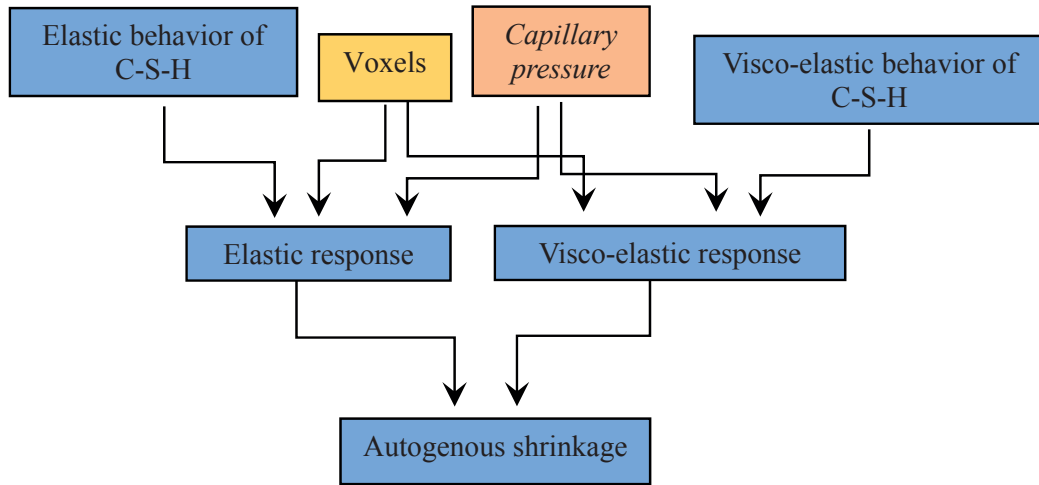 Elastic behavior of
C-S-H
Voxels
Capillary
pressure
Visco-elastic behavior of
C-S-H
Elastic response
Visco-elastic response
Autogenous shrinkage